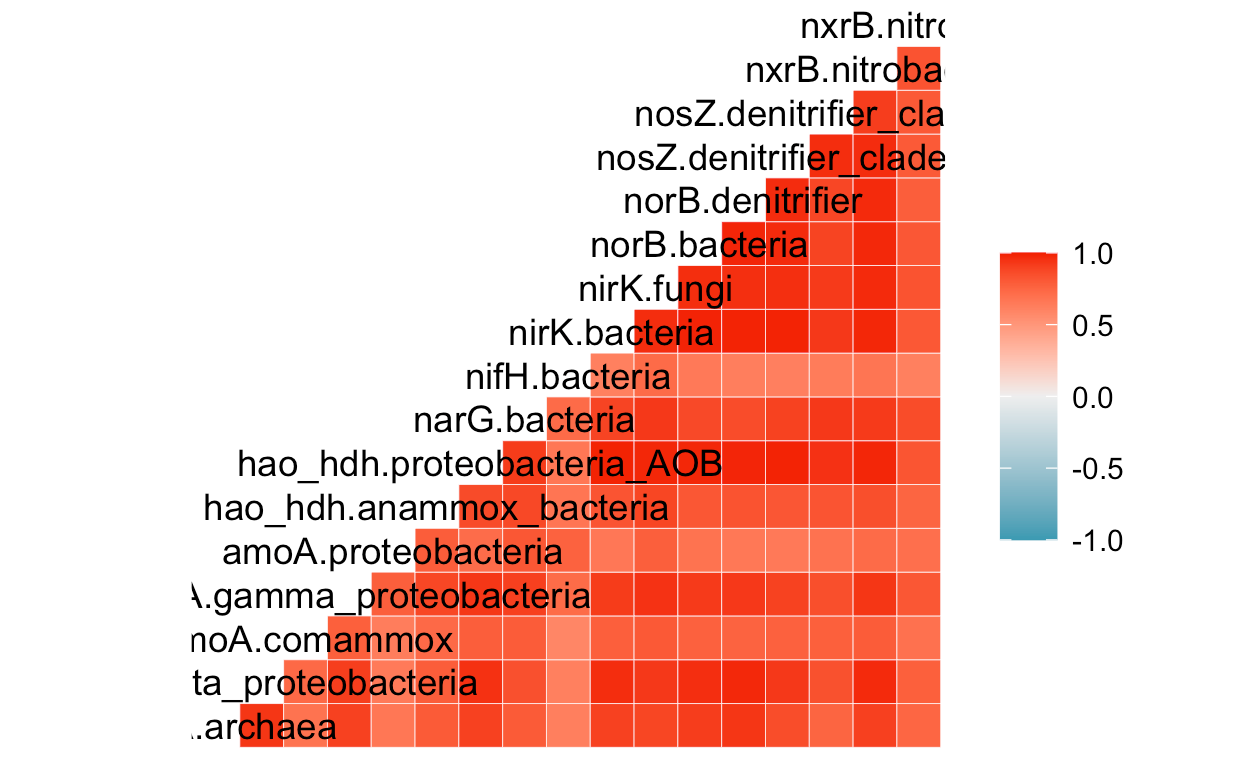 nxrB.nitro
nxrB.nitrobac
nosZ.denitrifier_cla
nosZ.denitrifier_clade
norB.denitrifier
norB.bacteria
nirK.fungi
nirK.bacteria
nifH.bacteria
narG.bacteria
hao_hdh.proteobacteria_AOB
hao_hdh.anammox_bacteria
amoA.proteobacteria
A.gamma_proteobacteria
moA.comammox
ta_proteobacteria
.archaea
1.0
0.5
0.0
-0.5
-1.0